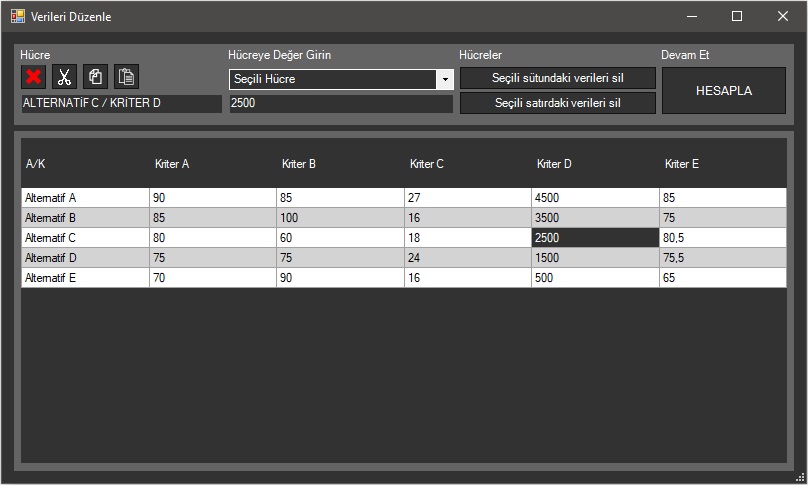 Verileri Düzenle
Hücre
Hücreye Değer Girin
Hücreler
Devam Et
Seçili Hücre
Seçili sütundaki verileri sil
HESAPLA
ALTERNATİF C / KRİTER D
2500
Seçili satırdaki verileri sil
A/K Kriter A Kriter B Kriter C Kriter D Kriter E
Alternatif A 90 85 27 4500 85
Alternatif B 85 100 16 3500 75
Alternatif C 80 60 18 2500 80,5
Alternatif D 75 75 24 1500 75,5
Alternatif E 70 90 16 500 65